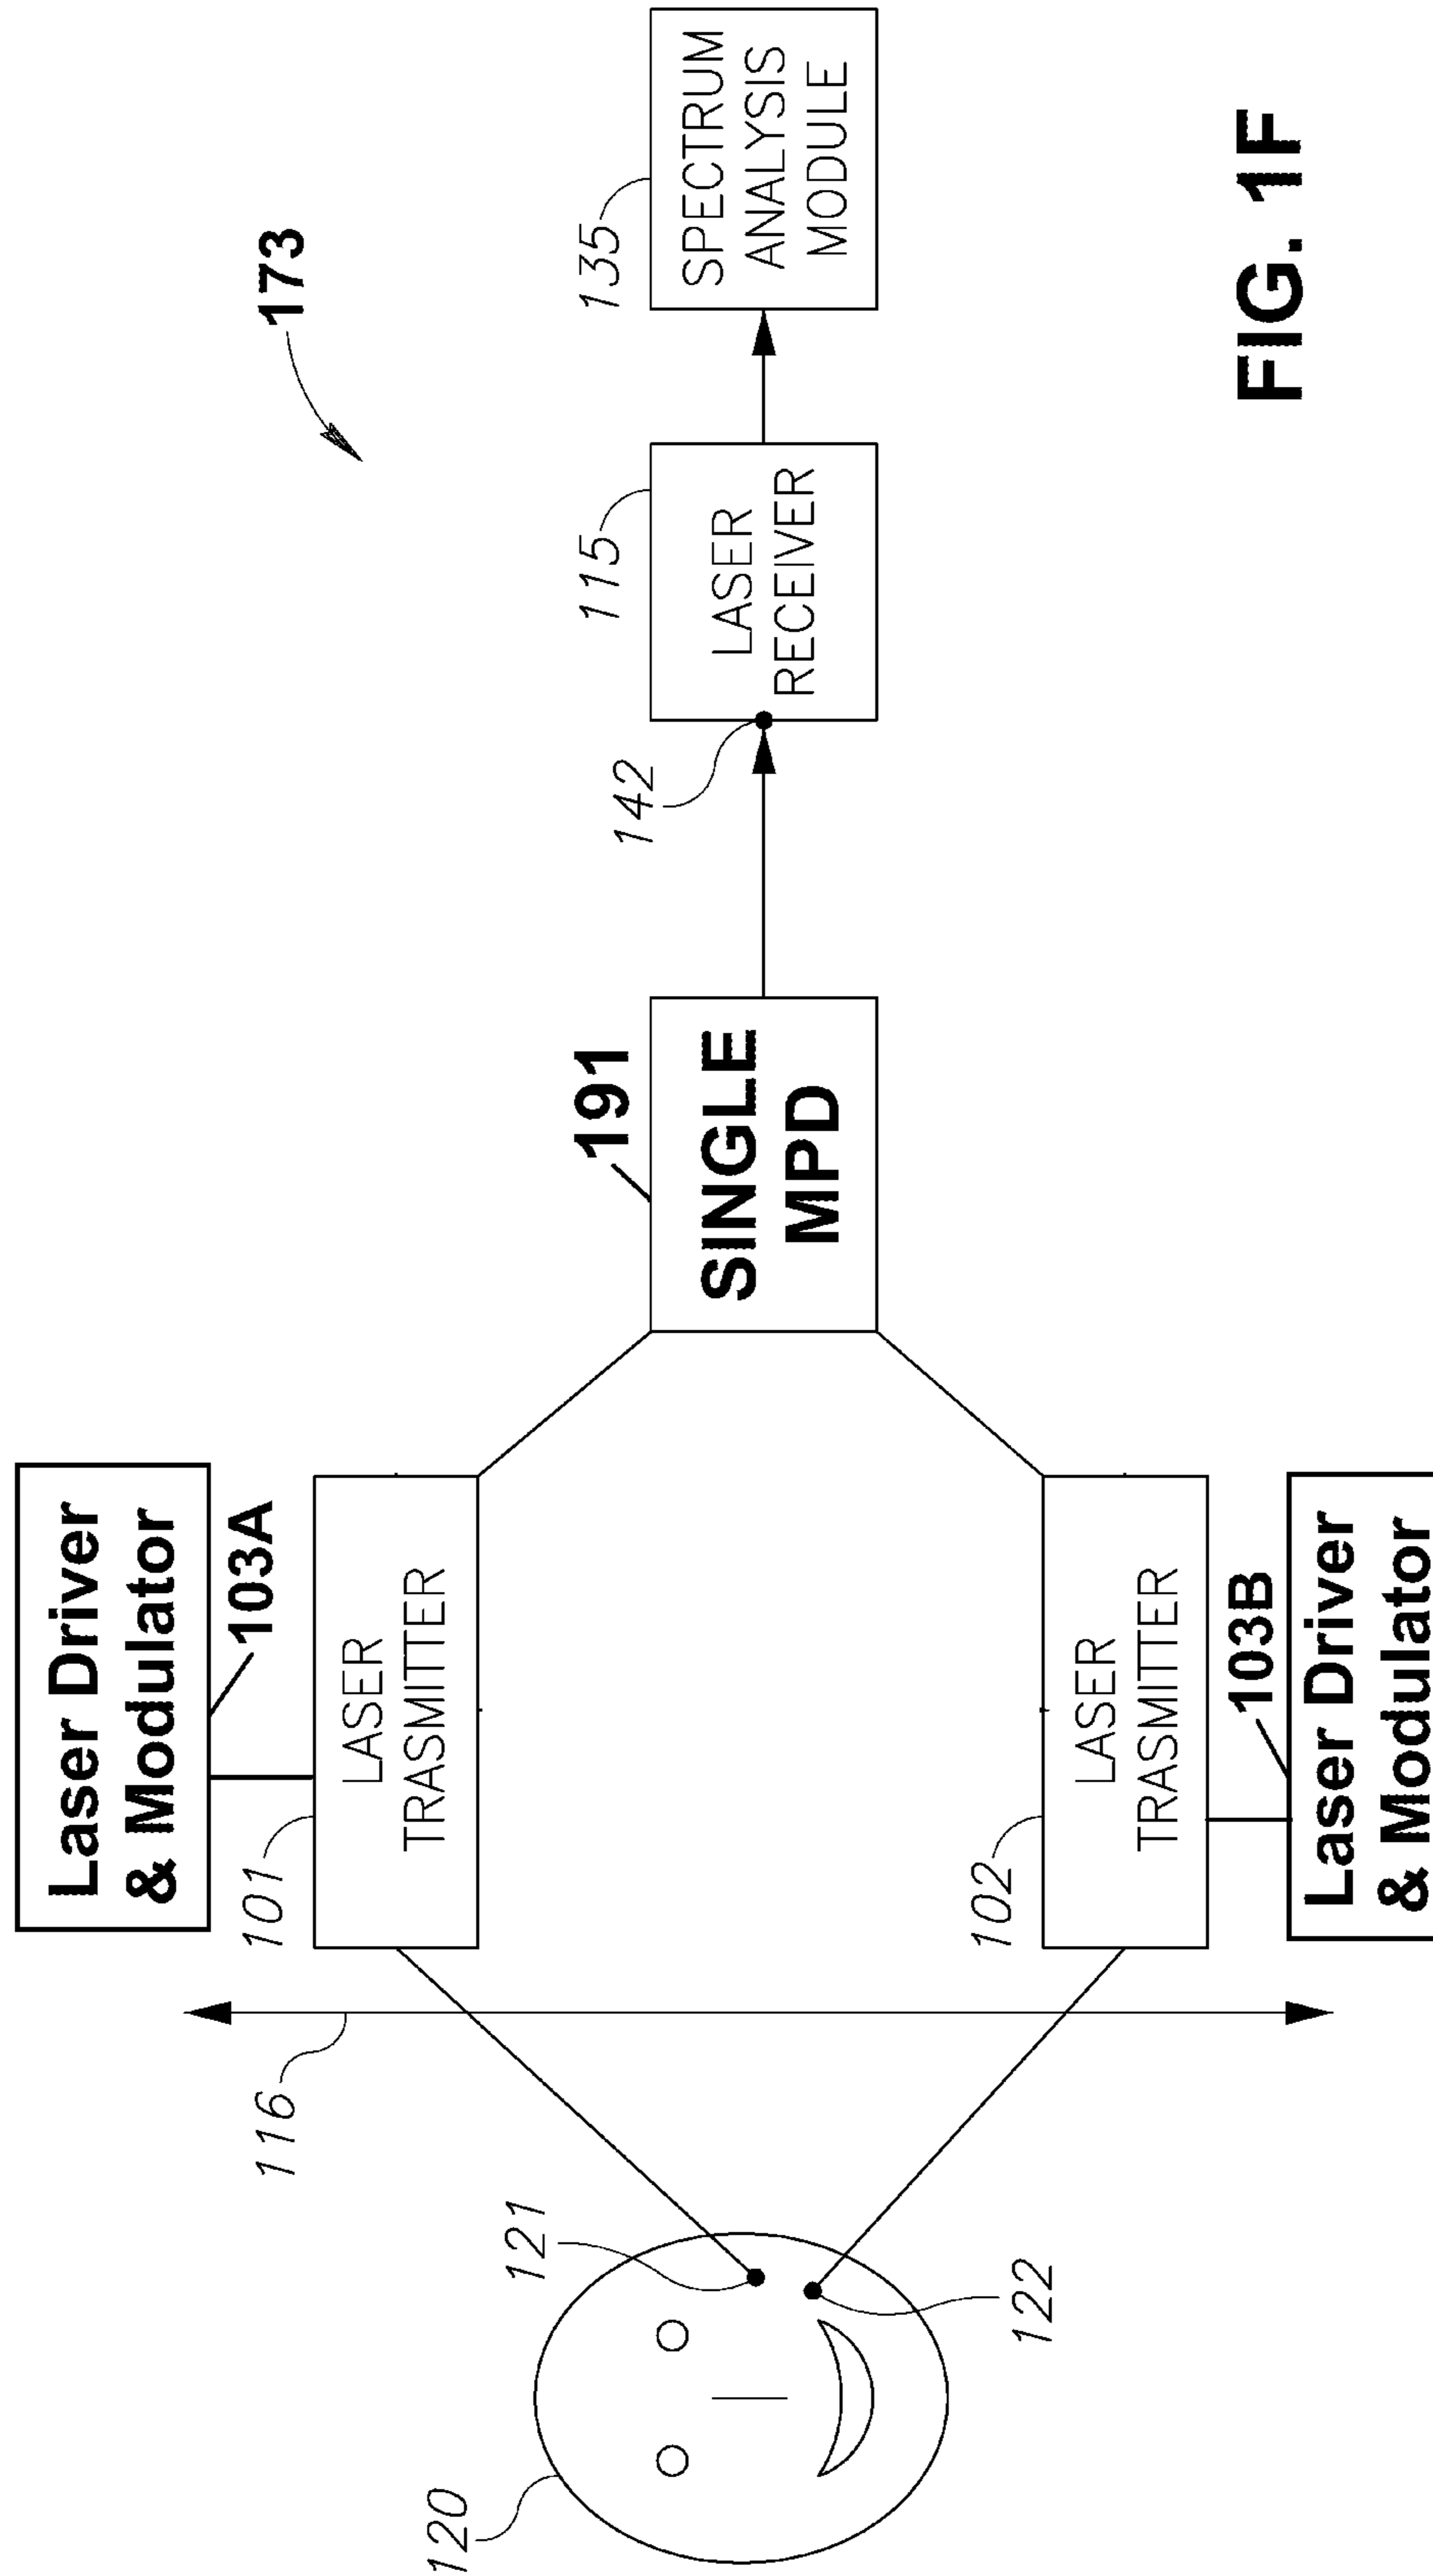 Laser Driver
& Modulator
103A
101
LASER
TRASMITTER
116
173
120
121
122
191
SINGLE
MPD
142
115
LASER
RECEIVER
135
SPECTRUM
ANALYSIS
MODULE
102
LASER
TRASMITTER
103B
Laser Driver
& Modulator
FIG. 1F